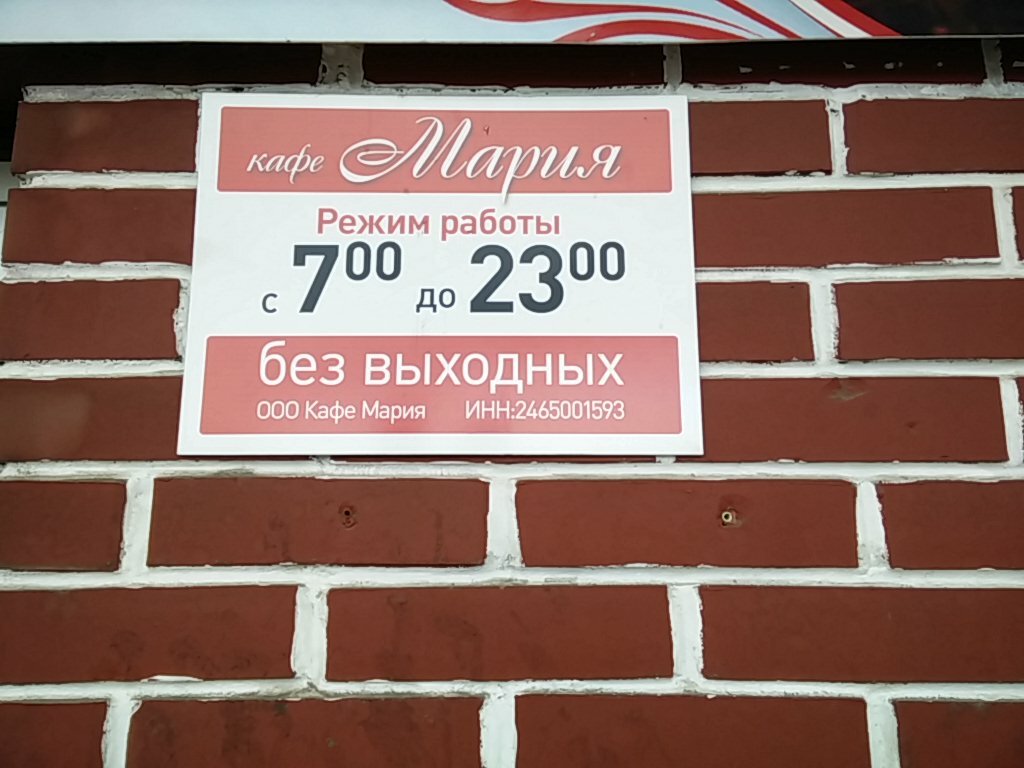 кафе Мария
Режим работы
с 7⁰⁰ до 23⁰⁰
без выходных
ООО Кафе Мария ИНН:2465001593